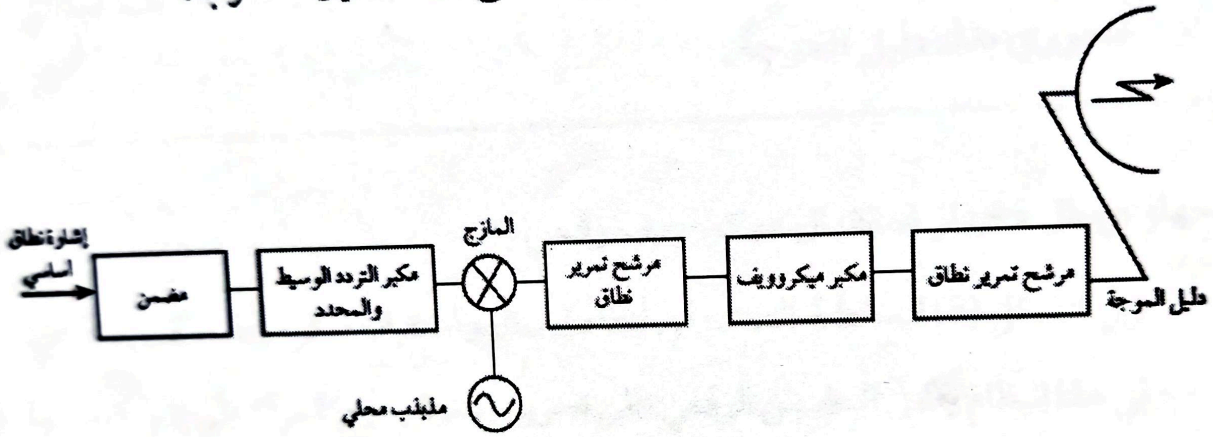 المازج
إشارة نطاق
أساسي
مضمن
مكبر التردد الوسيط
والمحدد
مرشح تمرير
نطاق
مكبر ميكروويف
مرشح تمرير نطاق
دليل الموجة
مذبذب محلي